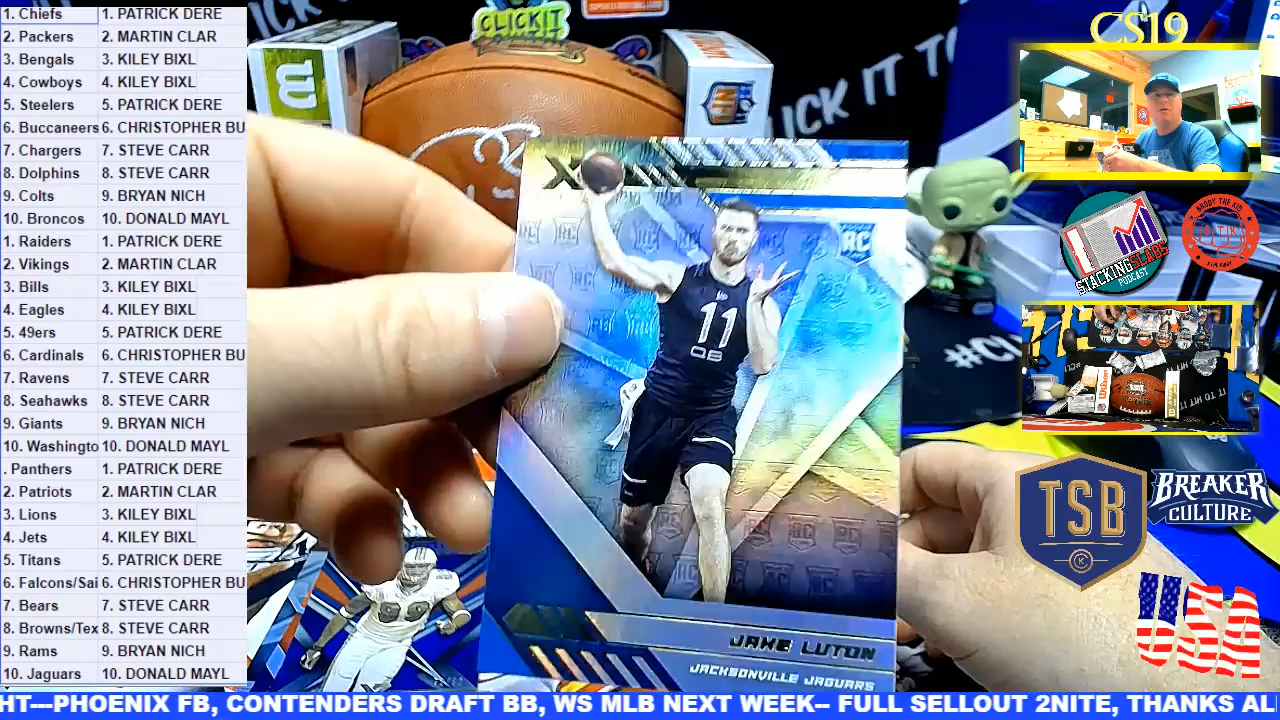 1. Chiefs 1. PATRICK DERE
2. Packers 2. MARTIN CLAR
3. Bengals 3. KILEY BIXL
4. Cowboys 4. KILEY BIXL
5. Steelers 5. PATRICK DERE
6. Buccaneers 6. CHRISTOPHER BU
7. Chargers 7. STEVE CARR
8. Dolphins 8. STEVE CARR
9. Colts 9. BRYAN NICH
10. Broncos 10. DONALD MAYL
1. Raiders 1. PATRICK DERE
2. Vikings 2. MARTIN CLAR
3. Bills 3. KILEY BIXL
4. Eagles 4. KILEY BIXL
5. 49ers 5. PATRICK DERE
6. Cardinals 6. CHRISTOPHER BU
7. Ravens 7. STEVE CARR
8. Seahawks 8. STEVE CARR
9. Giants 9. BRYAN NICH
10. Washingto 10. DONALD MAYL
. Panthers 1. PATRICK DERE
2. Patriots 2. MARTIN CLAR
3. Lions 3. KILEY BIXL
4. Jets 4. KILEY BIXL
5. Titans 5. PATRICK DERE
6. Falcons/Sai 6. CHRISTOPHER BU
7. Bears 7. STEVE CARR
8. Browns/Tex 8. STEVE CARR
9. Rams 9. BRYAN NICH
10. Jaguars 10. DONALD MAYL
CLICKIT
LICK IT TO
CS19
X
RC
11
QB
JAKE LUTON
JACKSONVILLE JAGUARS
99
#CL
STACKING SLABS
PODCAST
BRODY THE KID
BTK
TSB
K
BREAKER
CULTURE
USA
HT---PHOENIX FB, CONTENDERS DRAFT BB, WS MLB NEXT WEEK-- FULL SELLOUT 2NITE, THANKS AL